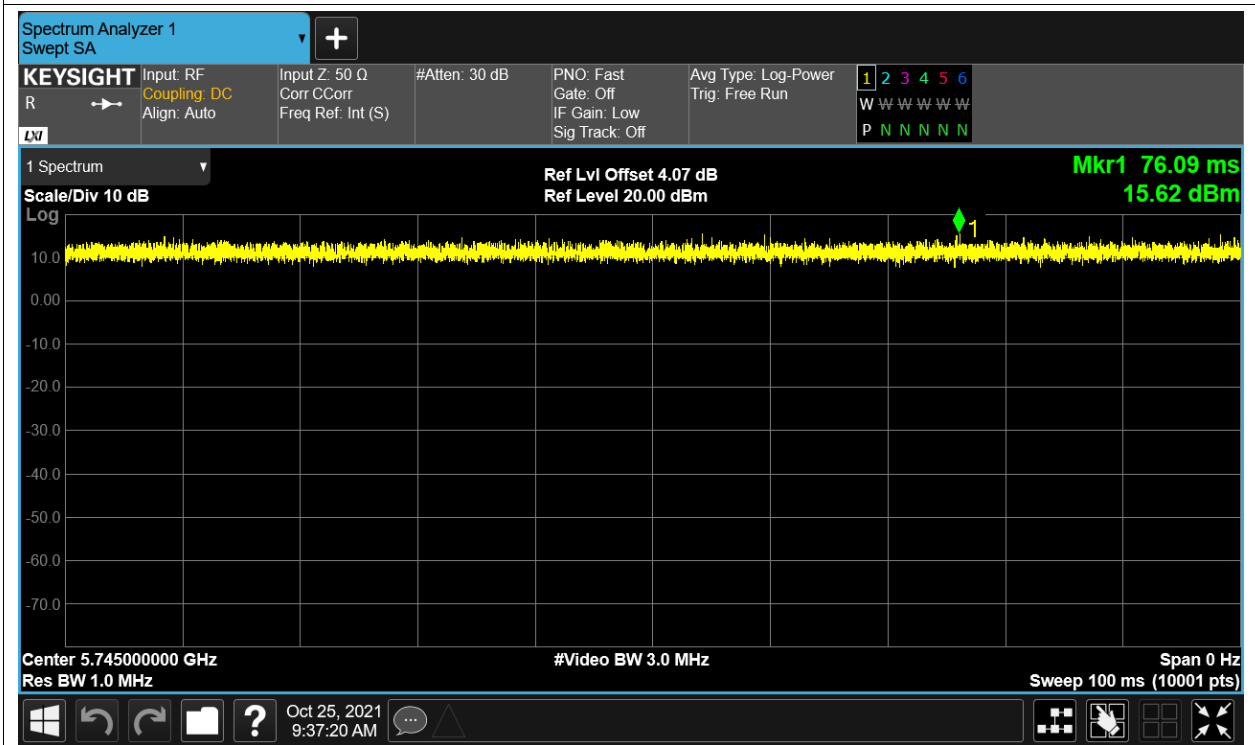 Spectrum Analyzer 1
Swept SA
+
KEYSIGHT
R
LXI
Input: RF
Coupling: DC
Align: Auto
Input Z: 50 Ω
Corr CCorr
Freq Ref: Int (S)
#Atten: 30 dB
PNO: Fast
Gate: Off
IF Gain: Low
Sig Track: Off
Avg Type: Log-Power
Trig: Free Run
1 2 3 4 5 6
W W W W W W
P N N N N N
1 Spectrum
Scale/Div 10 dB
Log
Ref Lvl Offset 4.07 dB
Ref Level 20.00 dBm
Mkr1 76.09 ms
15.62 dBm
1
10.0
0.00
-10.0
-20.0
-30.0
-40.0
-50.0
-60.0
-70.0
Center 5.745000000 GHz
Res BW 1.0 MHz
#Video BW 3.0 MHz
Span 0 Hz
Sweep 100 ms (10001 pts)
?
Oct 25, 2021
9:37:20 AM